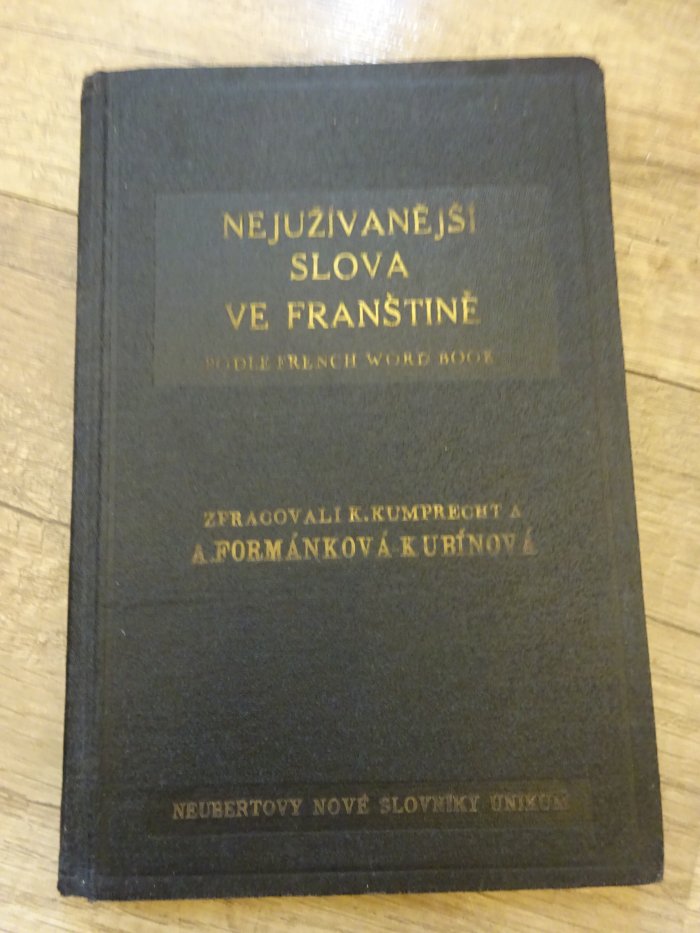 NEJUŽÍVANĚJŠÍ
SLOVA
VE FRANŠTINĚ
PODLE FRENCH WORD BOOK
ZPRACOVALI K. KUMPRECHT A
A. FORMÁNKOVÁ-KUBÍNOVÁ
NEUBERTOVY NOVÉ SLOVNÍKY UNIKUM